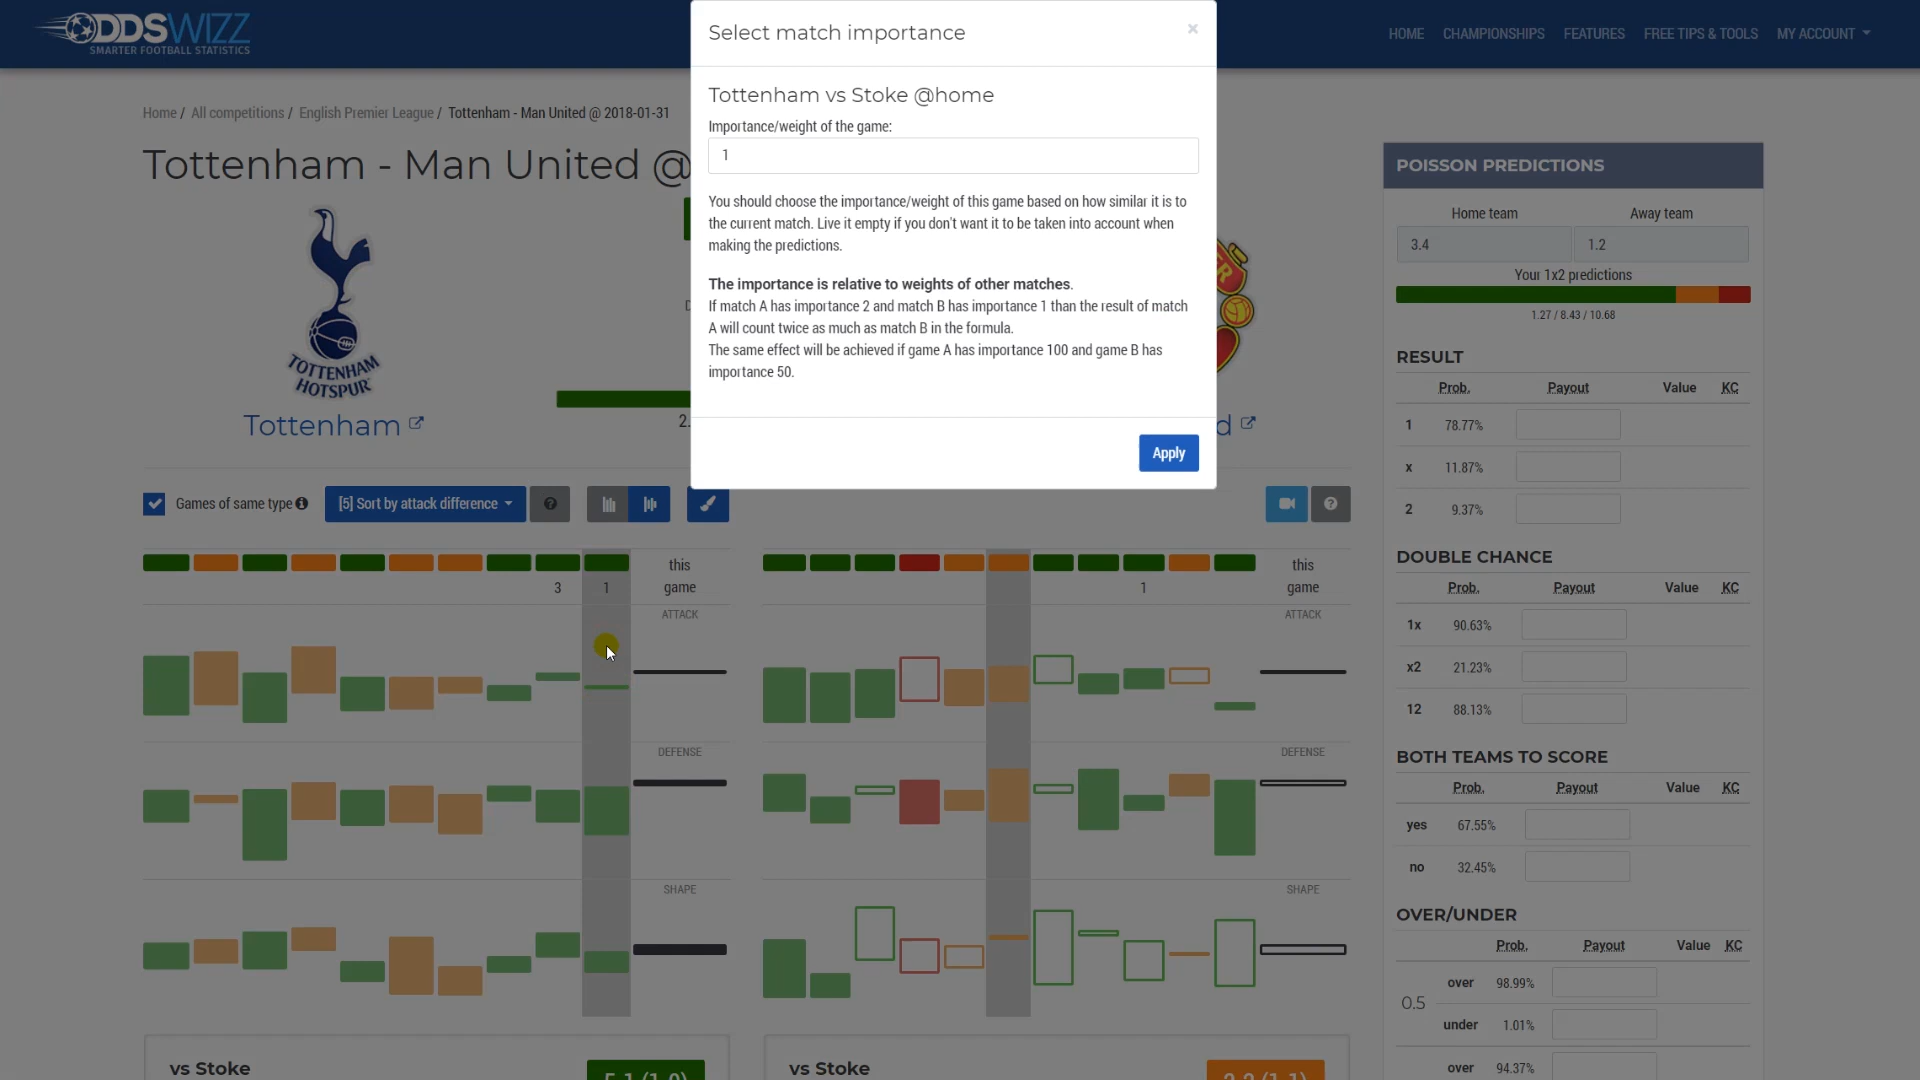 ODDSWIZZ
SMARTER FOOTBALL STATISTICS
HOME
CHAMPIONSHIPS
FEATURES
FREE TIPS & TOOLS
MY ACCOUNT
Select match importance
×
Tottenham vs Stoke @home
Importance/weight of the game:
1
You should choose the importance/weight of this game based on how similar it is to
the current match. Live it empty if you don't want it to be taken into account when
making the predictions.
The importance is relative to weights of other matches.
If match A has importance 2 and match B has importance 1 than the result of match
A will count twice as much as match B in the formula.
The same effect will be achieved if game A has importance 100 and game B has
importance 50.
Apply
Home / All competitions / English Premier League / Tottenham - Man United @ 2018-01-31
Tottenham - Man United @
TOTTENHAM
HOTSPUR
Tottenham
2.
d
Games of same type
[5] Sort by attack difference
?
?
3
1
this
game
ATTACK
DEFENSE
SHAPE
1
this
game
ATTACK
DEFENSE
SHAPE
vs Stoke
5-1 (1-0)
vs Stoke
2-2 (1-1)
POISSON PREDICTIONS
Home team
Away team
3.4
1.2
Your 1x2 predictions
1.27 / 8.43 / 10.68
RESULT
Prob. Payout Value KC
1 78.77%
x 11.87%
2 9.37%
DOUBLE CHANCE
Prob. Payout Value KC
1x 90.63%
x2 21.23%
12 88.13%
BOTH TEAMS TO SCORE
Prob. Payout Value KC
yes 67.55%
no 32.45%
OVER/UNDER
Prob. Payout Value KC
0.5
over 98.99%
under 1.01%
over 94.37%